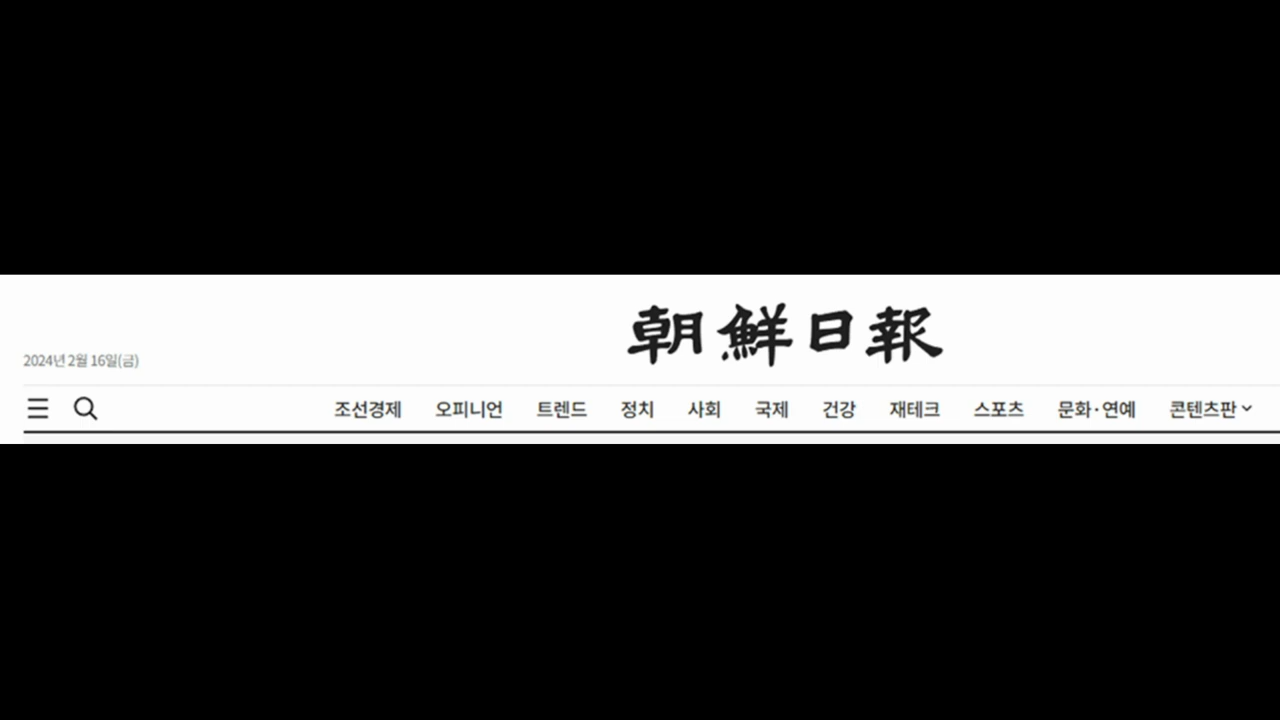 朝鮮日報
2024년 2월 16일(금)
조선경제 오피니언 트렌드 정치 사회 국제 건강 재테크 스포츠 문화·연예 콘텐츠판